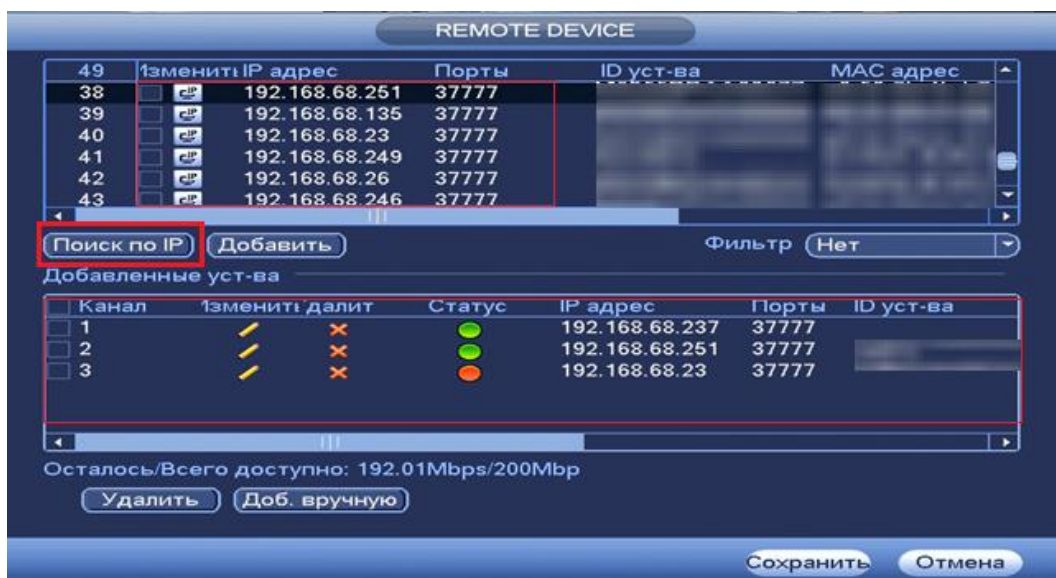 REMOTE DEVICE
49 Изменить IP адрес Порты ID уст-ва MAC адрес
38 192.168.68.251 37777
39 192.168.68.135 37777
40 192.168.68.23 37777
41 192.168.68.249 37777
42 192.168.68.26 37777
43 192.168.68.246 37777
Поиск по IP Добавить Фильтр Нет
Добавленные уст-ва
Канал Изменить Удалит Статус IP адрес Порты ID уст-ва
1 192.168.68.237 37777
2 192.168.68.251 37777
3 192.168.68.23 37777
Осталось/Всего доступно: 192.01Mbps/200Mbp
Удалить Доб. вручную
Сохранить Отмена